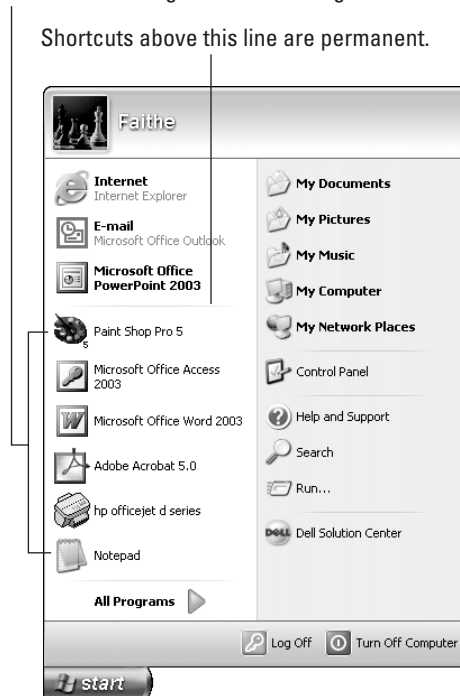 Shortcuts above this line are permanent.
Faithe
Internet
Internet Explorer
E-mail
Microsoft Office Outlook
Microsoft Office
PowerPoint 2003
Paint Shop Pro 5
Microsoft Office Access
2003
Microsoft Office Word 2003
Adobe Acrobat 5.0
hp officejet d series
Notepad
All Programs
My Documents
My Pictures
My Music
My Computer
My Network Places
Control Panel
Help and Support
Search
Run...
DELL Dell Solution Center
Log Off Turn Off Computer
start